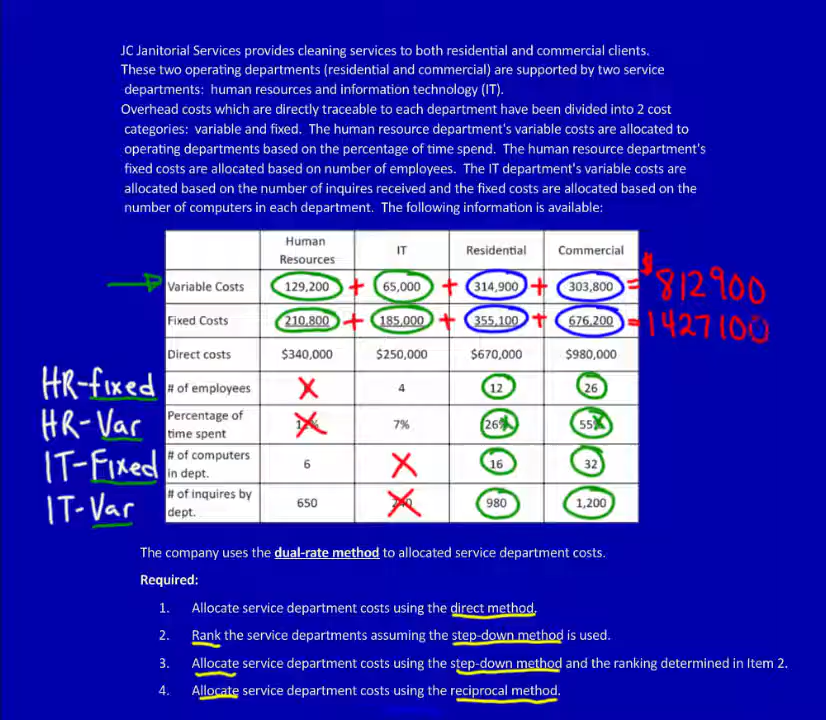 JC Janitorial Services provides cleaning services to both residential and commercial clients.
These two operating departments (residential and commercial) are supported by two service
departments: human resources and information technology (IT).
Overhead costs which are directly traceable to each department have been divided into 2 cost
categories: variable and fixed. The human resource department's variable costs are allocated to
operating departments based on the percentage of time spend. The human resource department's
fixed costs are allocated based on number of employees. The IT department's variable costs are
allocated based on the number of inquires received and the fixed costs are allocated based on the
number of computers in each department. The following information is available:
Human Resources IT Residential Commercial
Variable Costs 129,200 + 65,000 + 314,900 + 303,800 = $812900
Fixed Costs 210,800 + 185,000 + 355,100 + 676,200 = 1427100
Direct costs $340,000 $250,000 $670,000 $980,000
HR-fixed # of employees 4 12 26
HR-Var Percentage of time spent 7% 26% 55%
IT-Fixed # of computers in dept. 6 16 32
IT-Var # of inquires by dept. 650 980 1,200
The company uses the dual-rate method to allocated service department costs.
Required:
1. Allocate service department costs using the direct method.
2. Rank the service departments assuming the step-down method is used.
3. Allocate service department costs using the step-down method and the ranking determined in Item 2.
4. Allocate service department costs using the reciprocal method.